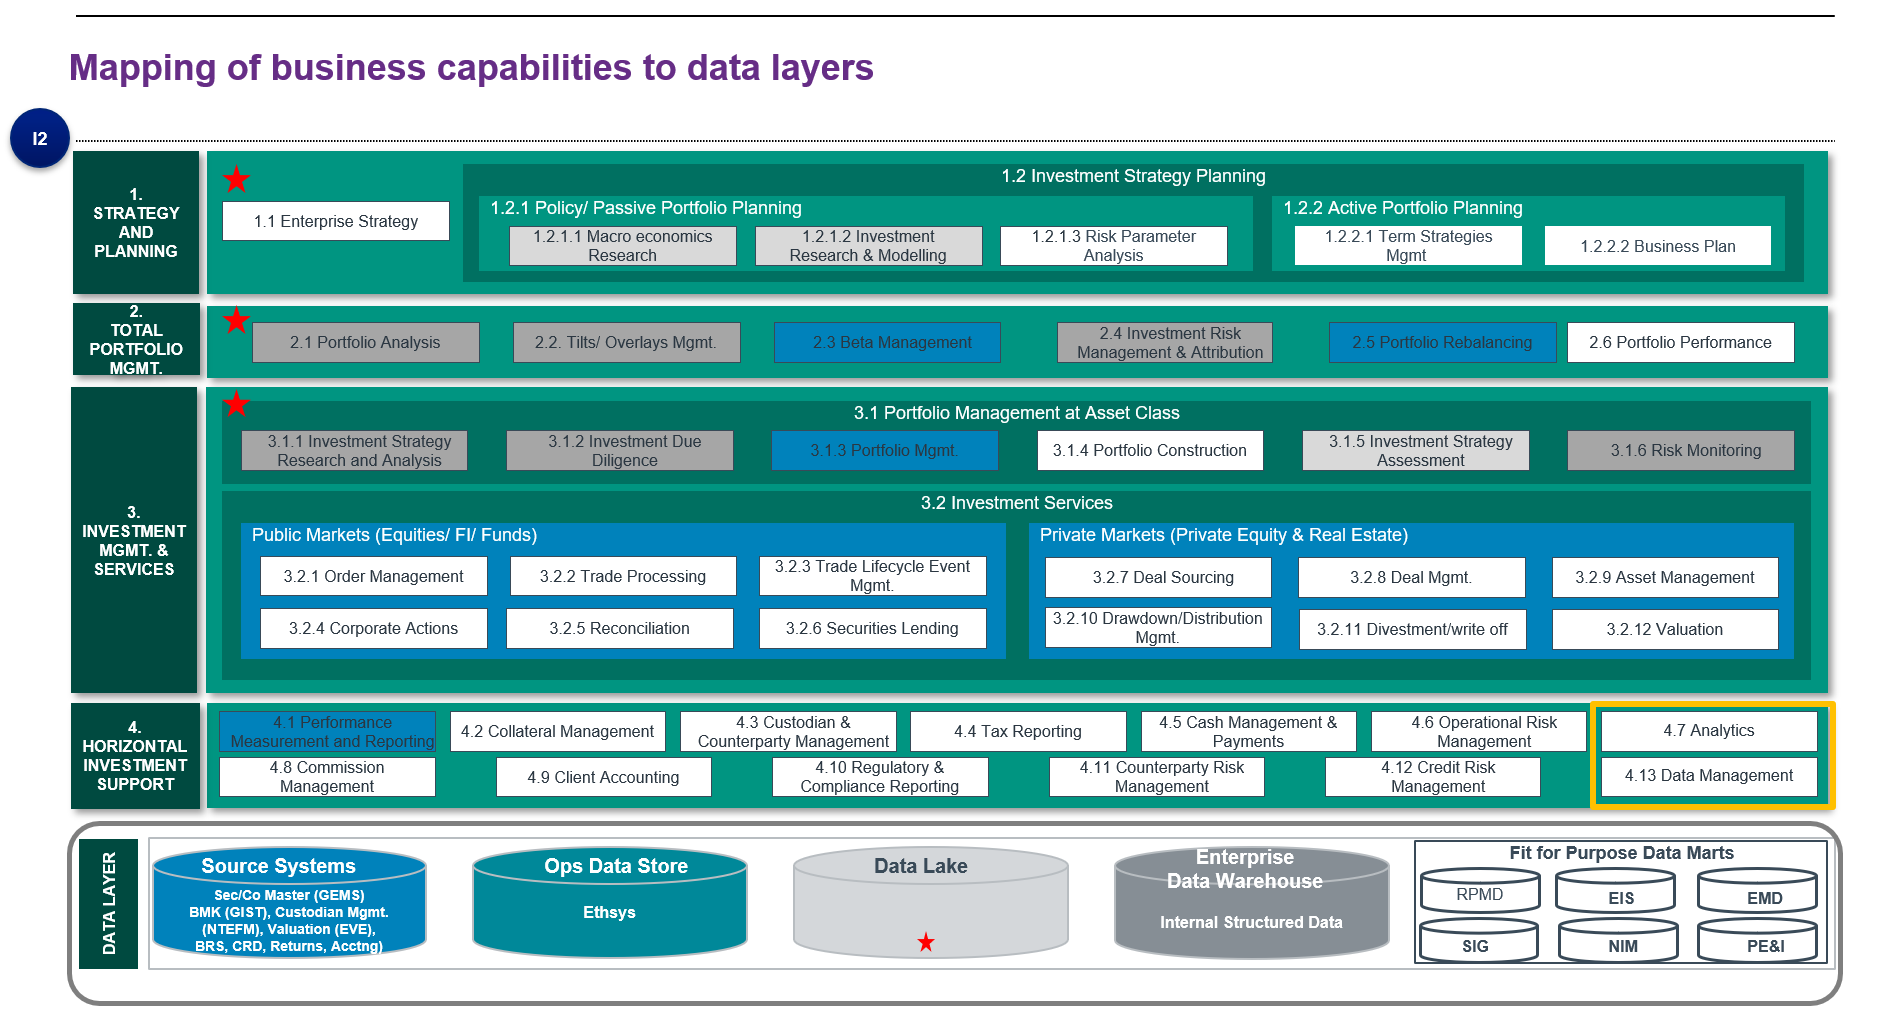 Mapping of business capabilities to data layers
I2
1.
STRATEGY
AND
PLANNING
1.1 Enterprise Strategy
1.2 Investment Strategy Planning
1.2.1 Policy/ Passive Portfolio Planning
1.2.1.1 Macro economics
Research
1.2.1.2 Investment
Research & Modelling
1.2.1.3 Risk Parameter
Analysis
1.2.2 Active Portfolio Planning
1.2.2.1 Term Strategies
Mgmt
1.2.2.2 Business Plan
2.
TOTAL
PORTFOLIO
MGMT.
2.1 Portfolio Analysis
2.2. Tilts/ Overlays Mgmt.
2.3 Beta Management
2.4 Investment Risk
Management & Attribution
2.5 Portfolio Rebalancing
2.6 Portfolio Performance
3.
INVESTMENT
MGMT. &
SERVICES
3.1 Portfolio Management at Asset Class
3.1.1 Investment Strategy
Research and Analysis
3.1.2 Investment Due
Diligence
3.1.3 Portfolio Mgmt.
3.1.4 Portfolio Construction
3.1.5 Investment Strategy
Assessment
3.1.6 Risk Monitoring
3.2 Investment Services
Public Markets (Equities/ FI/ Funds)
3.2.1 Order Management
3.2.2 Trade Processing
3.2.3 Trade Lifecycle Event
Mgmt.
3.2.4 Corporate Actions
3.2.5 Reconciliation
3.2.6 Securities Lending
Private Markets (Private Equity & Real Estate)
3.2.7 Deal Sourcing
3.2.8 Deal Mgmt.
3.2.9 Asset Management
3.2.10 Drawdown/Distribution
Mgmt.
3.2.11 Divestment/write off
3.2.12 Valuation
4.
HORIZONTAL
INVESTMENT
SUPPORT
4.1 Performance
Measurement and Reporting
4.2 Collateral Management
4.3 Custodian &
Counterparty Management
4.4 Tax Reporting
4.5 Cash Management &
Payments
4.6 Operational Risk
Management
4.7 Analytics
4.8 Commission
Management
4.9 Client Accounting
4.10 Regulatory &
Compliance Reporting
4.11 Counterparty Risk
Management
4.12 Credit Risk
Management
4.13 Data Management
DATA LAYER
Source Systems
Sec/Co Master (GEMS)
BMK (GIST), Custodian Mgmt.
(NTEFM), Valuation (EVE),
BRS, CRD, Returns, Acctng)
Ops Data Store
Ethsys
Data Lake
Enterprise
Data Warehouse
Internal Structured Data
Fit for Purpose Data Marts
RPMD
EIS
EMD
SIG
NIM
PE&I